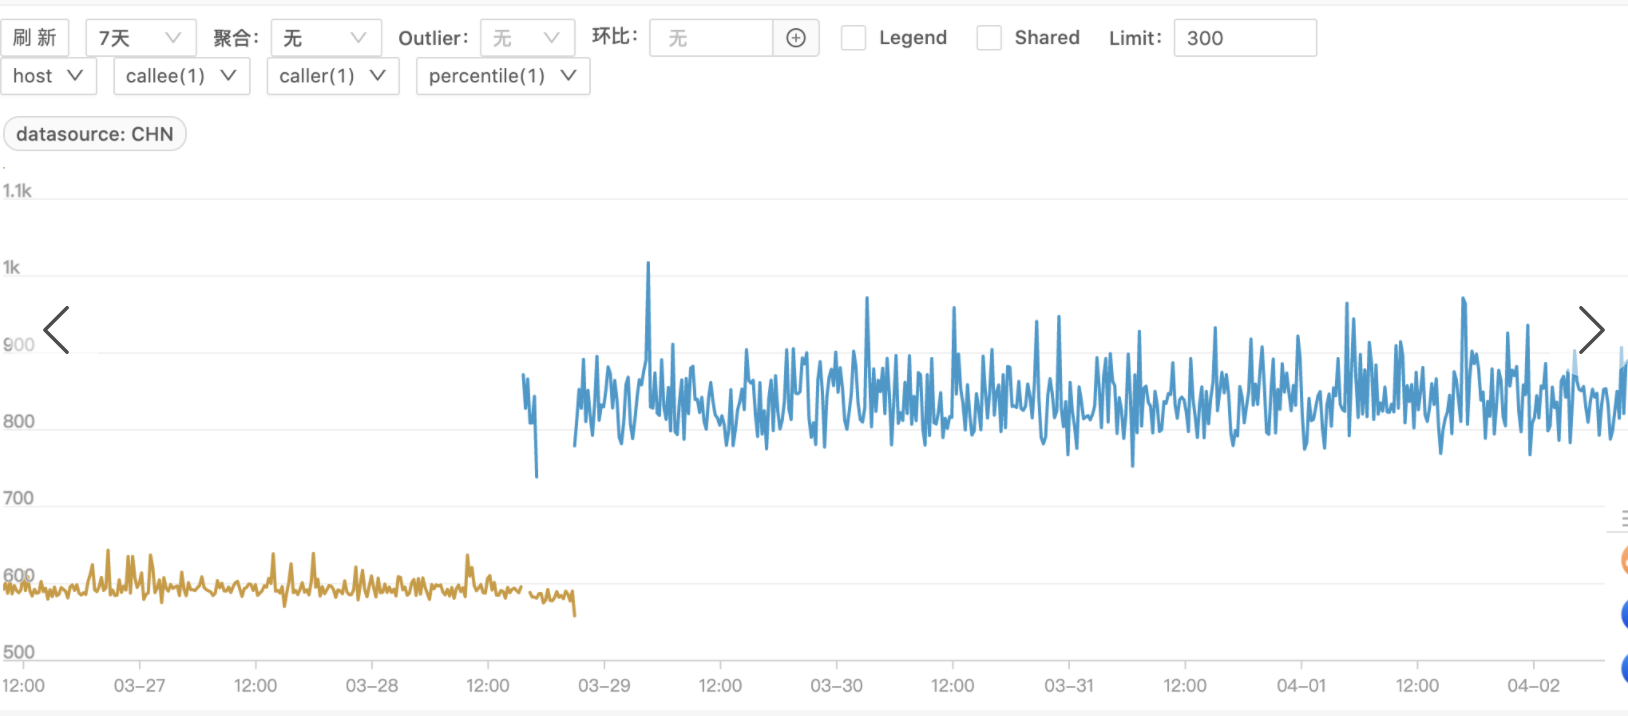 刷 新 7天 聚合: 无 Outlier: 无 环比: 无 Legend Shared Limit: 300
host callee(1) caller(1) percentile(1)
datasource: CHN
1.1k
1k
900
800
700
600
500
12:00 03-27 12:00 03-28 12:00 03-29 12:00 03-30 12:00 03-31 12:00 04-01 12:00 04-02